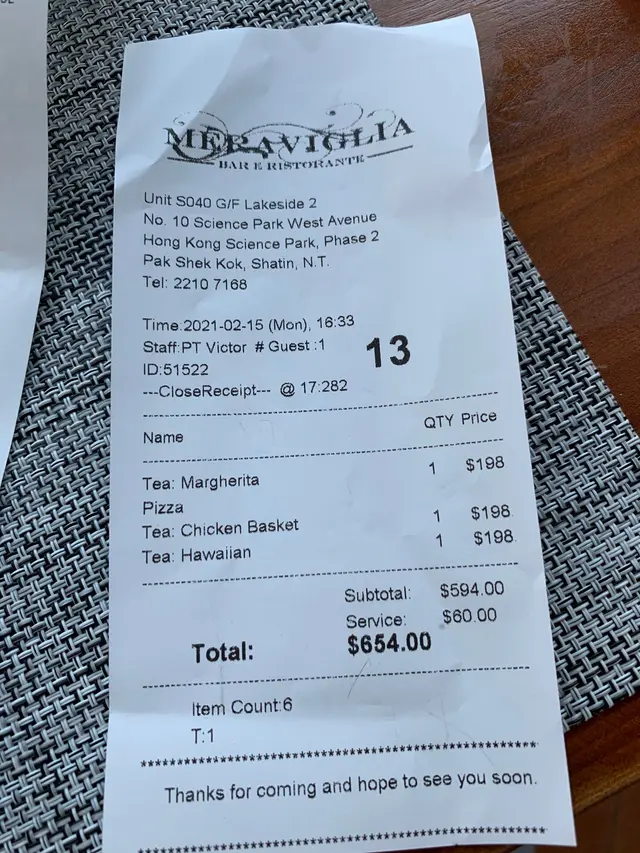 MERAVIGLIA
BAR E RISTORANTE
Unit S040 G/F Lakeside 2
No. 10 Science Park West Avenue
Hong Kong Science Park, Phase 2
Pak Shek Kok, Shatin, N.T.
Tel: 2210 7168
Time:2021-02-15 (Mon), 16:33
Staff:PT Victor # Guest :1
13
ID:51522
---CloseReceipt--- @ 17:282
Name QTY Price
Tea: Margherita 1 $198
Pizza
Tea: Chicken Basket 1 $198
Tea: Hawaiian 1 $198
Subtotal: $594.00
Service: $60.00
Total: $654.00
Item Count:6
T:1
Thanks for coming and hope to see you soon.